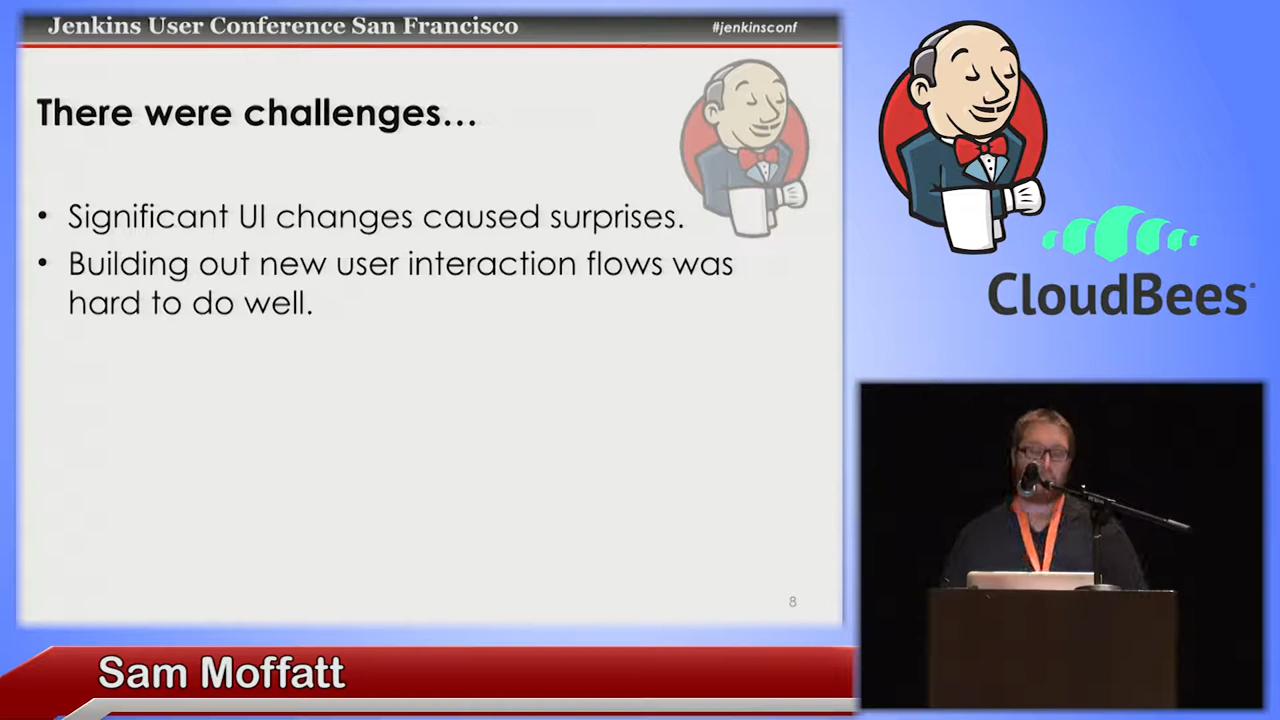 Jenkins User Conference San Francisco
#jenkinsconf
There were challenges...
• Significant UI changes caused surprises.
• Building out new user interaction flows was
hard to do well.
8
CloudBees
Sam Moffatt